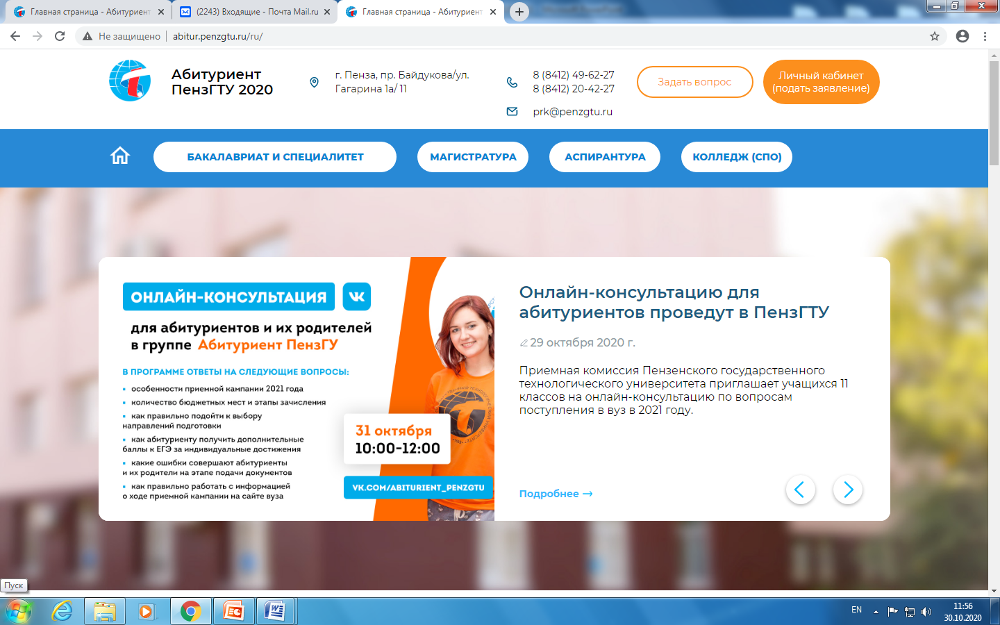 Главная страница - Абитуриент
(2243) Входящие - Почта Mail.ru
Главная страница - Абитуриент
Не защищено
abitur.penzgtu.ru/ru/
Абитуриент
ПензГТУ 2020
г. Пенза, пр. Байдукова/ул.
Гагарина 1а/ 11
8 (8412) 49-62-27
8 (8412) 20-42-27
prk@penzgtu.ru
Задать вопрос
Личный кабинет
(подать заявление)
БАКАЛАВРИАТ И СПЕЦИАЛИТЕТ
МАГИСТРАТУРА
АСПИРАНТУРА
КОЛЛЕДЖ (СПО)
ОНЛАЙН-КОНСУЛЬТАЦИЯ
для абитуриентов и их родителей
в группе Абитуриент ПензГУ
В ПРОГРАММЕ ОТВЕТЫ НА СЛЕДУЮЩИЕ ВОПРОСЫ:
• особенности приемной кампании 2021 года
• количество бюджетных мест и этапы зачисления
• как правильно подойти к выбору
направлений подготовки
• как абитуриенту получить дополнительные
баллы к ЕГЭ за индивидуальные достижения
• какие ошибки совершают абитуриенты
и их родители на этапе подачи документов
• как правильно работать с информацией
о ходе приемной кампании на сайте вуза
31 октября
10:00-12:00
VK.COM/ABITURIENT_PENZGTU
Онлайн-консультацию для
абитуриентов проведут в ПензГТУ
29 октября 2020 г.
Приемная комиссия Пензенского государственного
технологического университета приглашает учащихся 11
классов на онлайн-консультацию по вопросам
поступления в вуз в 2021 году.
Подробнее →
Пуск
EN
11:56
30.10.2020